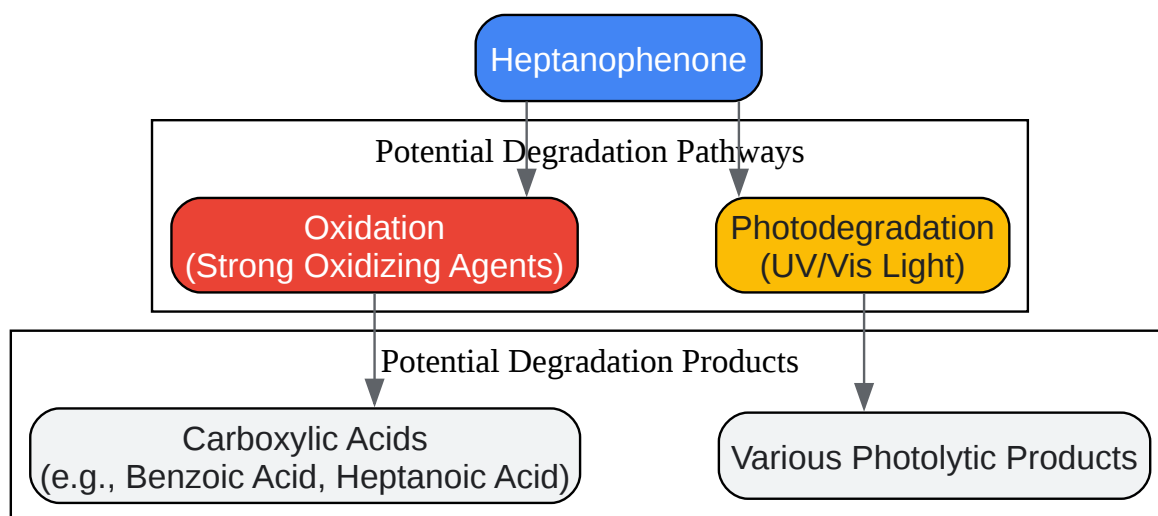 Heptanophenone
Potential Degradation Pathways
Oxidation
(Strong Oxidizing Agents)
Photodegradation
(UV/Vis Light)
Potential Degradation Products
Carboxylic Acids
(e.g., Benzoic Acid, Heptanoic Acid)
Various Photolytic Products